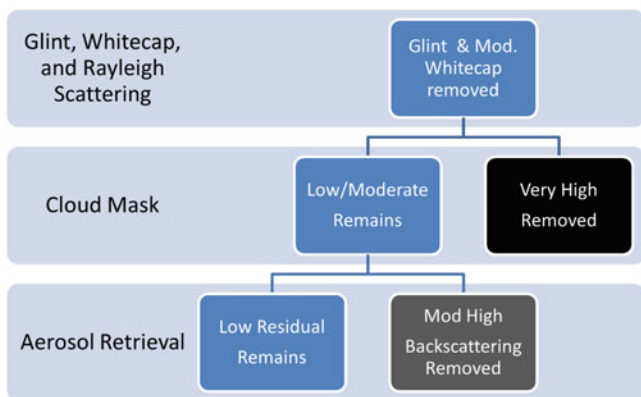 Glint, Whitecap,
and Rayleigh
Scattering
Glint & Mod.
Whitecap
removed
Cloud Mask
Low/Moderate
Remains
Very High
Removed
Aerosol Retrieval
Low Residual
Remains
Mod High
Backscattering
Removed